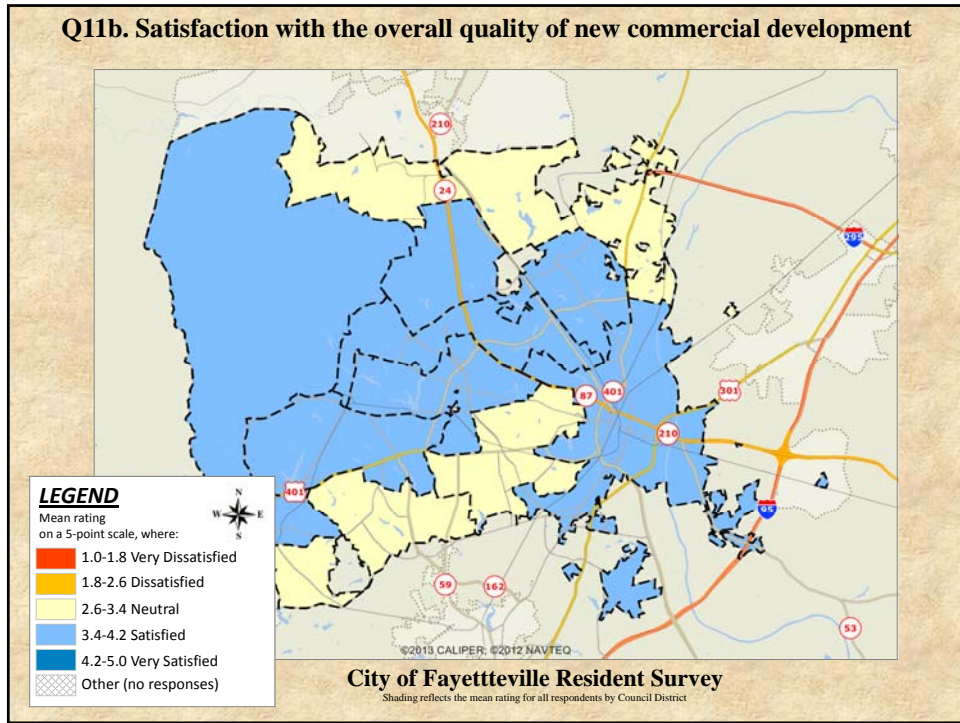 Q11b. Satisfaction with the overall quality of new commercial development
210
24
295
87
401
301
210
401
95
59
162
53
LEGEND
N
W E
S
Mean rating
on a 5-point scale, where:
1.0-1.8 Very Dissatisfied
1.8-2.6 Dissatisfied
2.6-3.4 Neutral
3.4-4.2 Satisfied
4.2-5.0 Very Satisfied
Other (no responses)
©2013 CALIPER; ©2012 NAVTEQ
City of Fayettteville Resident Survey
Shading reflects the mean rating for all respondents by Council District